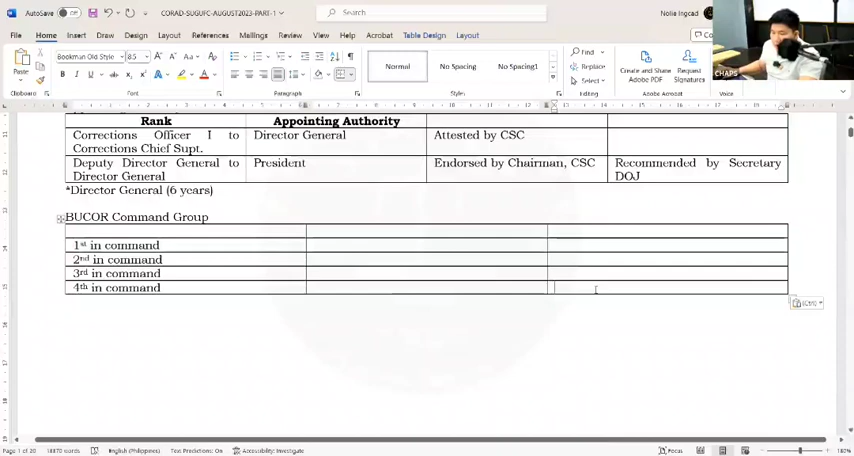 AutoSave Off CORAD-SUGUFC-AUGUST2023-PART-1 Search Nolie Ingcad
File Home Insert Draw Design Layout References Mailings Review View Help Acrobat Table Design Layout
Paste
Bookman Old Style 8.5
Normal No Spacing No Spacing1
Find
Replace
Select
Create and Share Adobe PDF
Request Signatures
CHAPS
Clipboard Font Paragraph Styles Editing Adobe Acrobat Voice
Rank Appointing Authority
Corrections Officer I to Corrections Chief Supt. Director General Attested by CSC
Deputy Director General to Director General President Endorsed by Chairman, CSC Recommended by Secretary DOJ
*Director General (6 years)
BUCOR Command Group
1st in command
2nd in command
3rd in command
4th in command
(Ctrl)
Page 1 of 20 English (Philippines) Text Predictions: On Accessibility: Investigate Focus